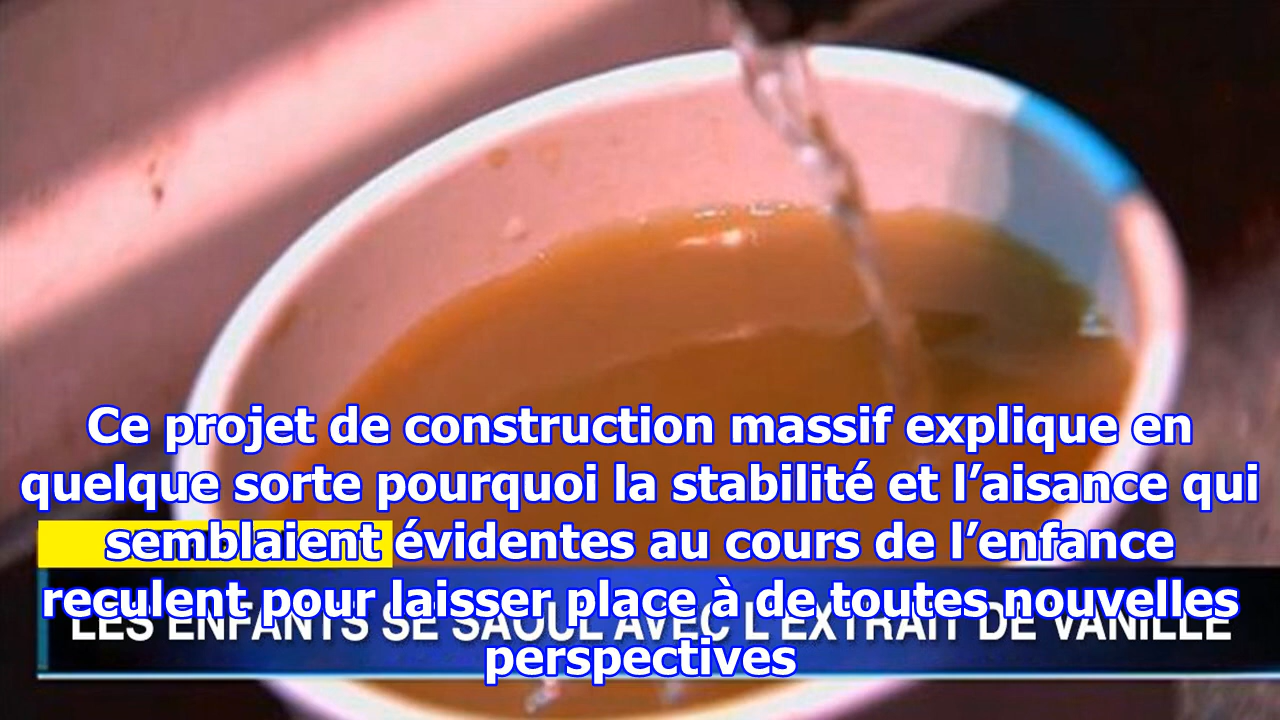 Ce projet de construction massif explique en
quelque sorte pourquoi la stabilité et l’aisance qui
semblaient évidentes au cours de l’enfance
reculent pour laisser place à de toutes nouvelles
perspectives
LES ENFANTS SE SAOUL AVEC L'EXTRAIT DE VANILLE